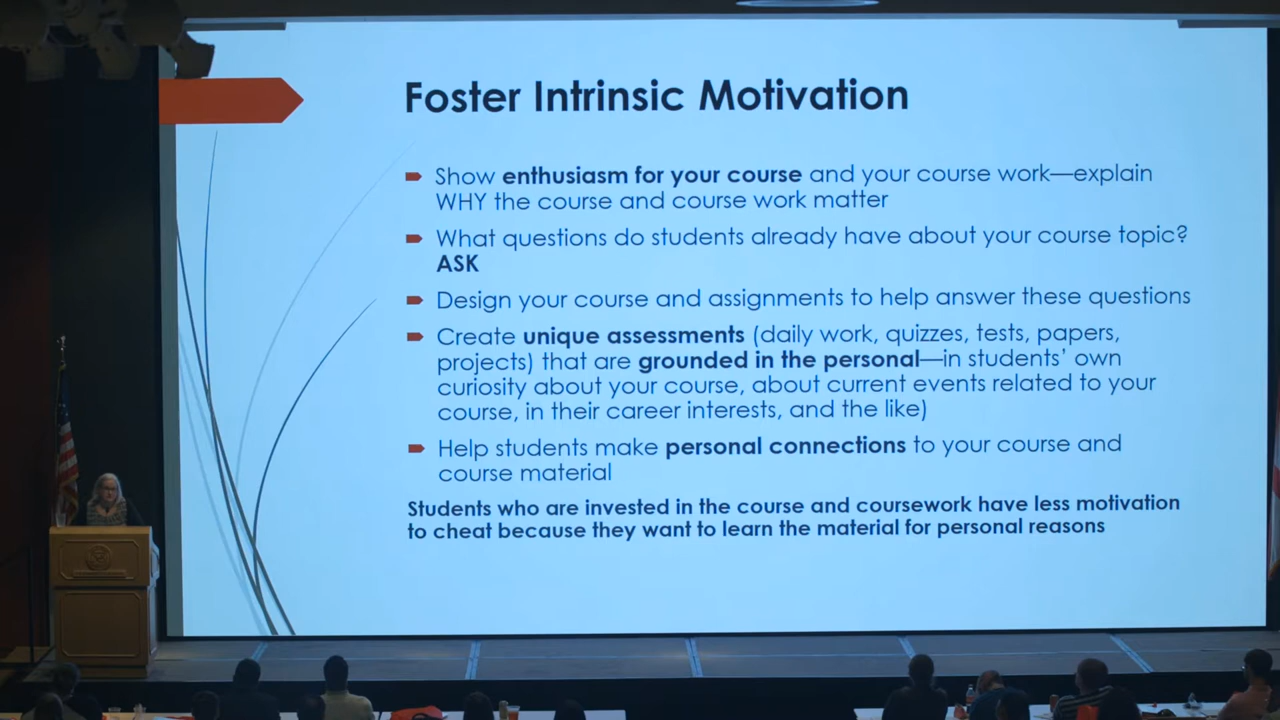 Foster Intrinsic Motivation
Show enthusiasm for your course and your course work—explain
WHY the course and course work matter
What questions do students already have about your course topic?
ASK
Design your course and assignments to help answer these questions
Create unique assessments (daily work, quizzes, tests, papers,
projects) that are grounded in the personal—in students’ own
curiosity about your course, about current events related to your
course, in their career interests, and the like)
Help students make personal connections to your course and
course material
Students who are invested in the course and coursework have less motivation
to cheat because they want to learn the material for personal reasons